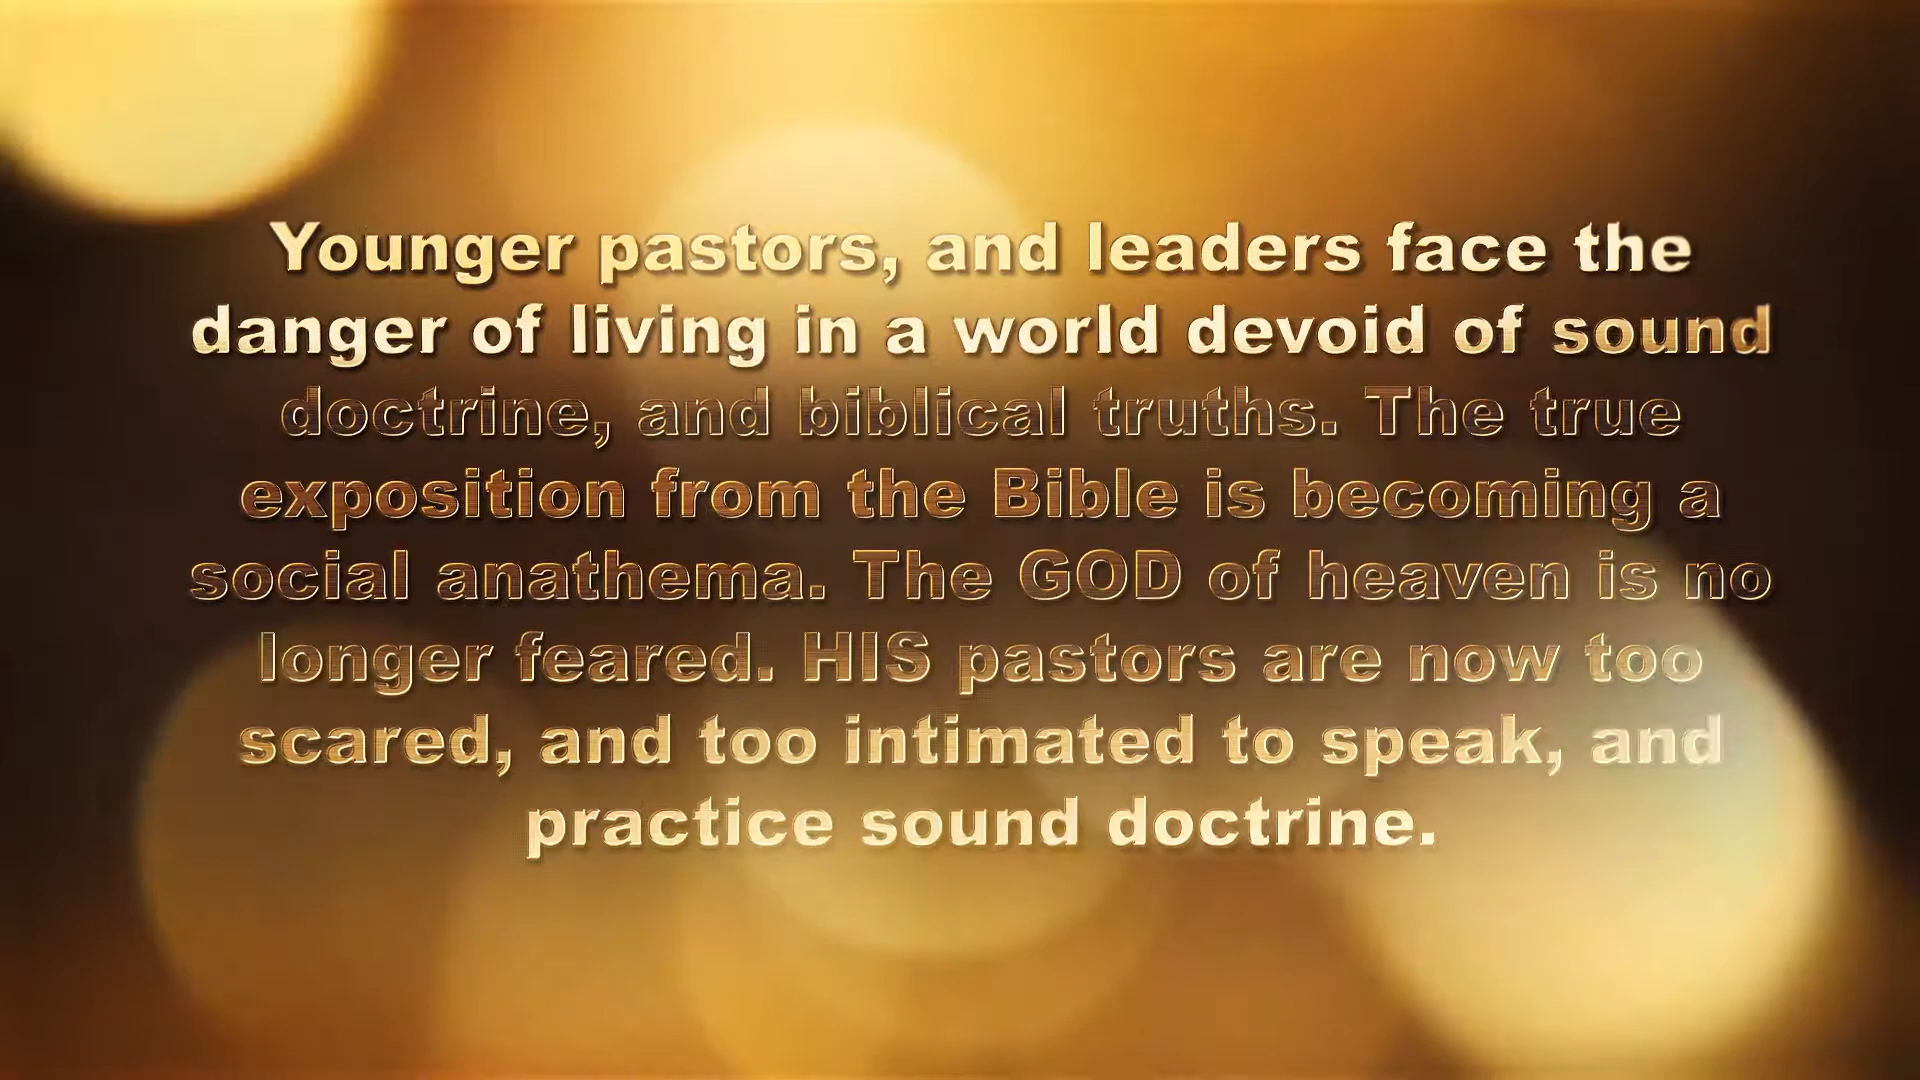 Younger pastors, and leaders face the
danger of living in a world devoid of sound
doctrine, and biblical truths. The true
exposition from the Bible is becoming a
social anathema. The GOD of heaven is no
longer feared. HIS pastors are now too
scared, and too intimated to speak, and
practice sound doctrine.